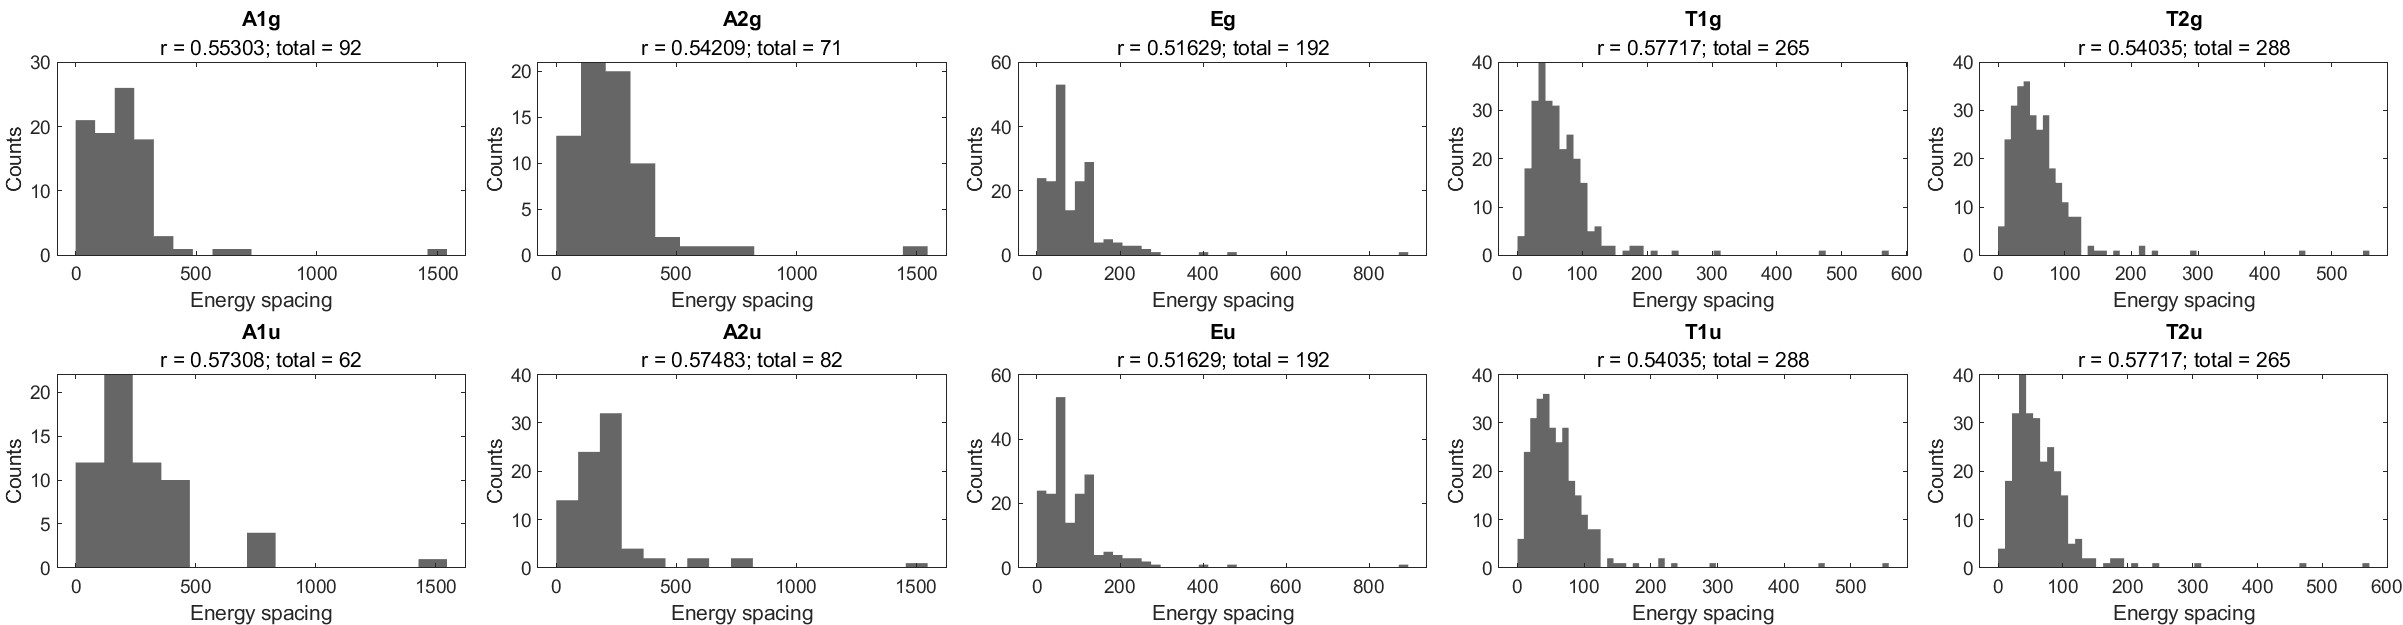 A1g
r = 0.55303; total = 92
30
20
10
0
Counts
0 500 1000 1500
Energy spacing
A2g
r = 0.54209; total = 71
20
15
10
5
0
Counts
0 500 1000 1500
Energy spacing
Eg
r = 0.51629; total = 192
60
40
20
0
Counts
0 200 400 600 800
Energy spacing
T1g
r = 0.57717; total = 265
40
30
20
10
0
Counts
0 100 200 300 400 500 600
Energy spacing
T2g
r = 0.54035; total = 288
40
30
20
10
0
Counts
0 100 200 300 400 500
Energy spacing
A1u
r = 0.57308; total = 62
20
15
10
5
0
Counts
0 500 1000 1500
Energy spacing
A2u
r = 0.57483; total = 82
40
30
20
10
0
Counts
0 500 1000 1500
Energy spacing
Eu
r = 0.51629; total = 192
60
40
20
0
Counts
0 200 400 600 800
Energy spacing
T1u
r = 0.54035; total = 288
40
30
20
10
0
Counts
0 100 200 300 400 500
Energy spacing
T2u
r = 0.57717; total = 265
40
30
20
10
0
Counts
0 100 200 300 400 500 600
Energy spacing